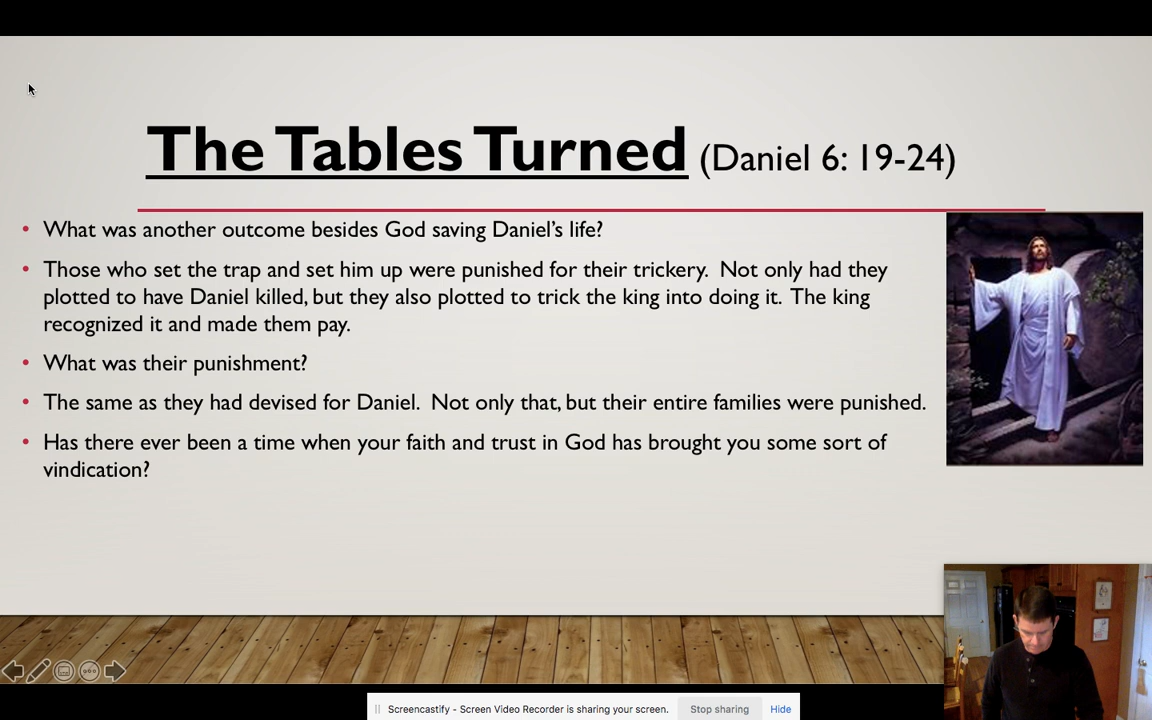 The Tables Turned (Daniel 6: 19-24)
• What was another outcome besides God saving Daniel’s life?
• Those who set the trap and set him up were punished for their trickery.  Not only had they
plotted to have Daniel killed, but they also plotted to trick the king into doing it.  The king
recognized it and made them pay.
• What was their punishment?
• The same as they had devised for Daniel.  Not only that, but their entire families were punished.
• Has there ever been a time when your faith and trust in God has brought you some sort of
vindication?
Screencastify - Screen Video Recorder is sharing your screen. Stop sharing Hide